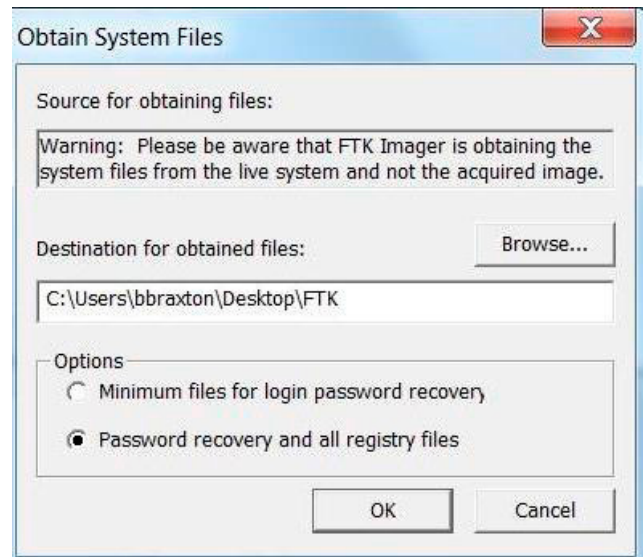 Obtain System Files
Source for obtaining files:
Warning: Please be aware that FTK Imager is obtaining the
system files from the live system and not the acquired image.
Destination for obtained files:
Browse...
C:\Users\bbraxton\Desktop\FTK
Options
Minimum files for login password recovery
Password recovery and all registry files
OK
Cancel